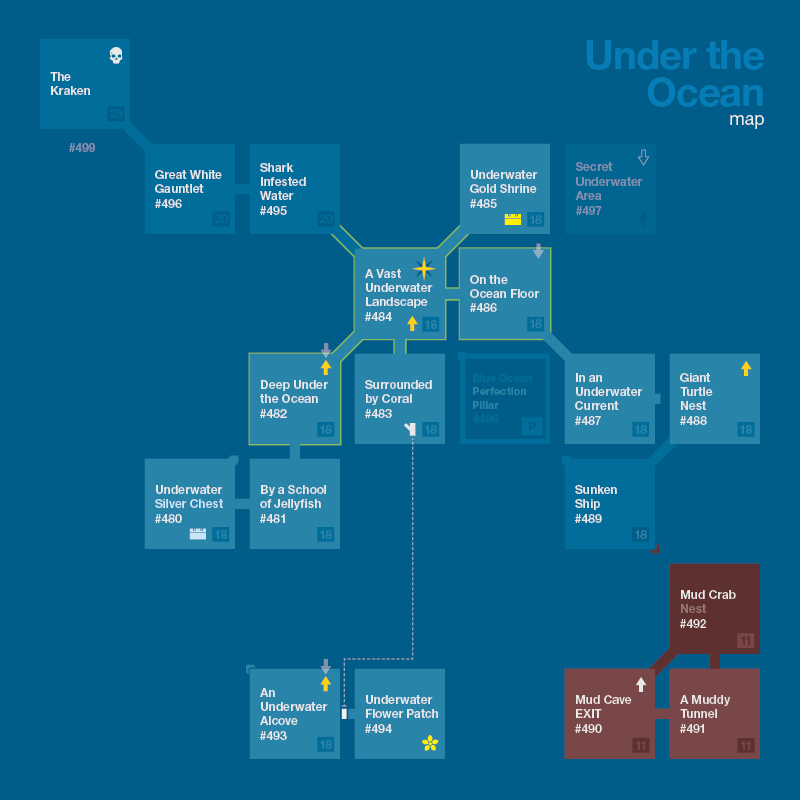 Under the
Ocean
map
The
Kraken
25
#499
Great White
Gauntlet
#496
20
Shark
Infested
Water
#495
20
Underwater
Gold Shrine
#485
18
Secret
Underwater
Area
#497
A Vast
Underwater
Landscape
#484
18
On the
Ocean Floor
#486
18
Deep Under
the Ocean
#482
18
Surrounded
by Coral
#483
18
Blue Ocean
Perfection
Pillar
P
In an
Underwater
Current
#487
18
Giant
Turtle
Nest
#488
18
Underwater
Silver Chest
#480
18
By a School
of Jellyfish
#481
18
Sunken
Ship
#489
18
Mud Crab
Nest
#492
11
An
Underwater
Alcove
#493
18
Underwater
Flower Patch
#494
Mud Cave
EXIT
#490
11
A Muddy
Tunnel
#491
11